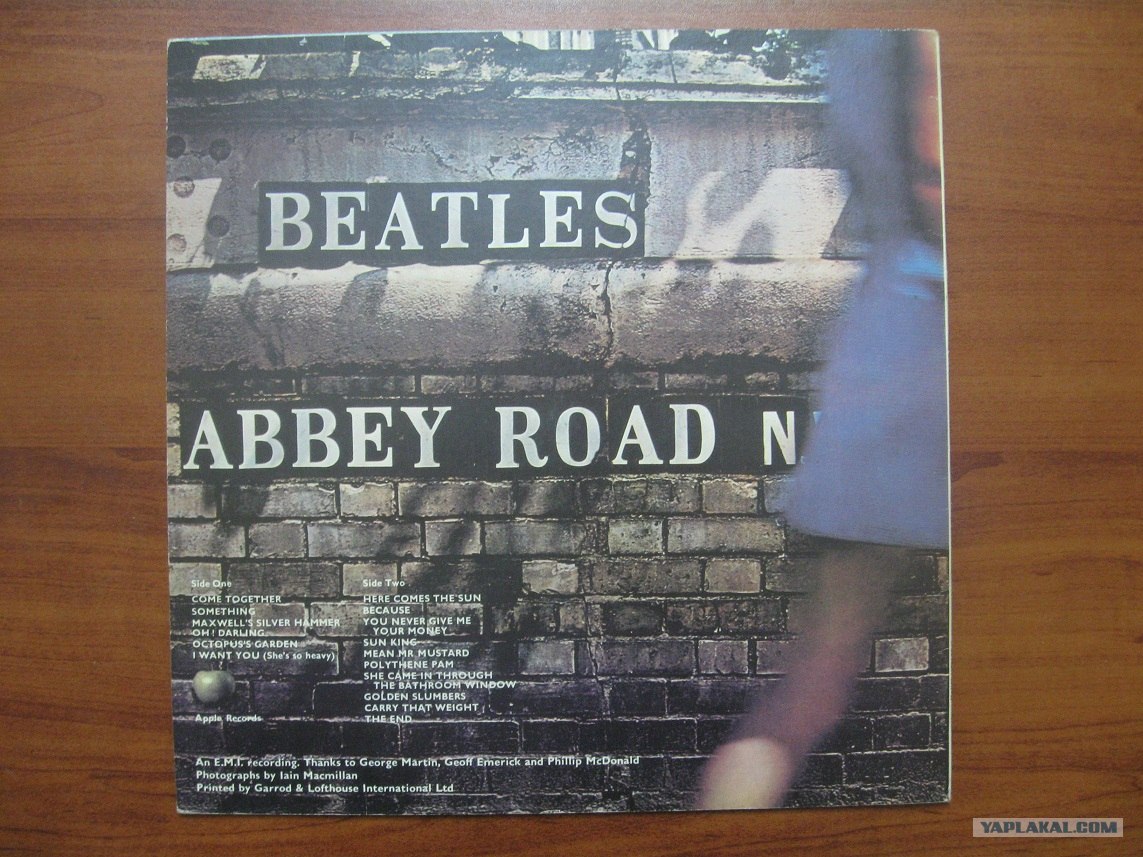 BEATLES
ABBEY ROAD N
Side One
COME TOGETHER
SOMETHING
MAXWELL'S SILVER HAMMER
OH! DARLING
OCTOPUS'S GARDEN
I WANT YOU (She's so heavy)
Apple Records
Side Two
HERE COMES THE SUN
BECAUSE
YOU NEVER GIVE ME
YOUR MONEY
SUN KING
MEAN MR MUSTARD
POLYTHENE PAM
SHE CAME IN THROUGH
THE BATHROOM WINDOW
GOLDEN SLUMBERS
CARRY THAT WEIGHT
THE END
An E.M.I. recording. Thanks to George Martin, Geoff Emerick and Phillip McDonald
Photographs by Iain Macmillan
Printed by Garrod & Lofthouse International Ltd
YAPLAKAL.COM